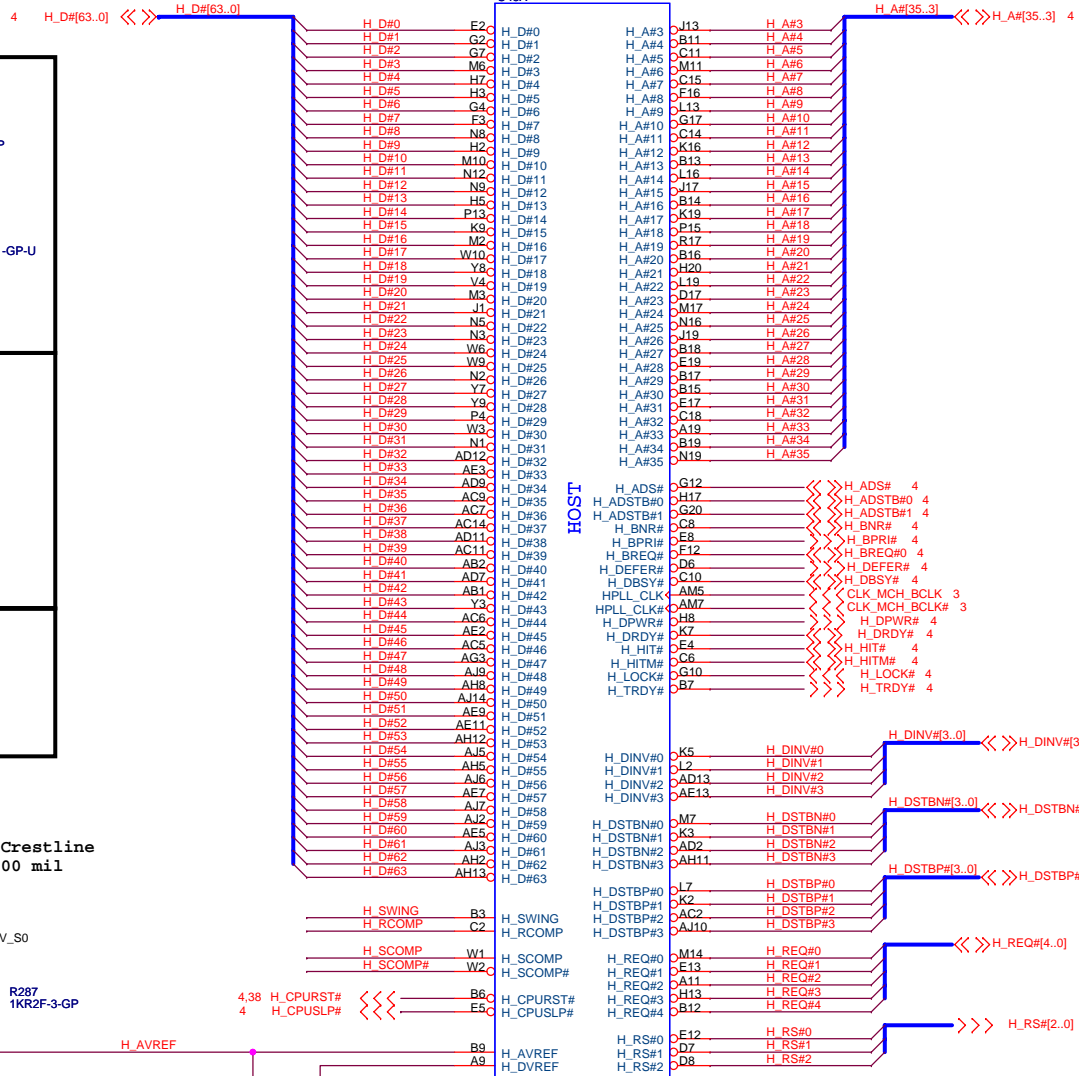 4 H_D#[63..0] H_D#[63..0] H_A#[35..3] H_A#[35..3] 4
H_D#0 E2 H_D#0 H_A#3 J13 H_A#3
H_D#1 G2 H_D#1 H_A#4 B11 H_A#4
H_D#2 G7 H_D#2 H_A#5 C11 H_A#5
H_D#3 M6 H_D#3 H_A#6 M11 H_A#6
H_D#4 H7 H_D#4 H_A#7 C15 H_A#7
H_D#5 H3 H_D#5 H_A#8 F16 H_A#8
H_D#6 G4 H_D#6 H_A#9 L13 H_A#9
H_D#7 F3 H_D#7 H_A#10 G17 H_A#10
H_D#8 N8 H_D#8 H_A#11 C14 H_A#11
H_D#9 H2 H_D#9 H_A#12 K16 H_A#12
H_D#10 M10 H_D#10 H_A#13 B13 H_A#13
H_D#11 N12 H_D#11 H_A#14 L16 H_A#14
H_D#12 N9 H_D#12 H_A#15 J17 H_A#15
H_D#13 H5 H_D#13 H_A#16 B14 H_A#16
H_D#14 P13 H_D#14 H_A#17 K19 H_A#17
H_D#15 K9 H_D#15 H_A#18 P15 H_A#18
H_D#16 M2 H_D#16 H_A#19 R17 H_A#19
-GP-U
H_D#17 W10 H_D#17 H_A#20 B16 H_A#20
H_D#18 Y8 H_D#18 H_A#21 H20 H_A#21
H_D#19 V4 H_D#19 H_A#22 L19 H_A#22
H_D#20 M3 H_D#20 H_A#23 D17 H_A#23
H_D#21 J1 H_D#21 H_A#24 M17 H_A#24
H_D#22 N5 H_D#22 H_A#25 N16 H_A#25
H_D#23 N3 H_D#23 H_A#26 J19 H_A#26
H_D#24 W6 H_D#24 H_A#27 B18 H_A#27
H_D#25 W9 H_D#25 H_A#28 E19 H_A#28
H_D#26 N2 H_D#26 H_A#29 B17 H_A#29
H_D#27 Y7 H_D#27 H_A#30 B15 H_A#30
H_D#28 Y9 H_D#28 H_A#31 E17 H_A#31
H_D#29 P4 H_D#29 H_A#32 C18 H_A#32
H_D#30 W3 H_D#30 H_A#33 A19 H_A#33
H_D#31 N1 H_D#31 H_A#34 B19 H_A#34
H_D#32 AD12 H_D#32 H_A#35 N19 H_A#35
H_D#33 AE3 H_D#33
H_D#34 AD9 H_D#34 H_ADS# G12 H_ADS# 4
H_D#35 AC9 H_D#35 H_ADSTB#0 H17 H_ADSTB#0 4
H_D#36 AC7 H_D#36 H_ADSTB#1 G20 H_ADSTB#1 4
HOST
H_D#37 AC14 H_D#37 H_BNR# C8 H_BNR# 4
H_D#38 AD11 H_D#38 H_BPRI# E8 H_BPRI# 4
H_D#39 AC11 H_D#39 H_BREQ# F12 H_BREQ#0 4
H_D#40 AB2 H_D#40 H_DEFER# D6 H_DEFER# 4
H_D#41 AD7 H_D#41 H_DBSY# C10 H_DBSY# 4
H_D#42 AB1 H_D#42 HPLL_CLK AM5 CLK_MCH_BCLK 3
H_D#43 Y3 H_D#43 HPLL_CLK# AM7 CLK_MCH_BCLK# 3
H_D#44 AC6 H_D#44 H_DPWR# H8 H_DPWR# 4
H_D#45 AE2 H_D#45 H_DRDY# K7 H_DRDY# 4
H_D#46 AC5 H_D#46 H_HIT# E4 H_HIT# 4
H_D#47 AG3 H_D#47 H_HITM# C6 H_HITM# 4
H_D#48 AJ9 H_D#48 H_LOCK# G10 H_LOCK# 4
H_D#49 AH8 H_D#49 H_TRDY# B7 H_TRDY# 4
H_D#50 AJ14 H_D#50
H_D#51 AE9 H_D#51
H_D#52 AE11 H_D#52
H_D#53 AH12 H_D#53 H_DINV#[3..0] H_DINV#[3
H_D#54 AJ5 H_D#54 H_DINV#0 K5 H_DINV#0
H_D#55 AH5 H_D#55 H_DINV#1 L2 H_DINV#1
H_D#56 AJ6 H_D#56 H_DINV#2 AD13 H_DINV#2
H_D#57 AE7 H_D#57 H_DINV#3 AE13 H_DINV#3
H_D#58 AJ7 H_D#58 H_DSTBN#[3..0] H_DSTBN#
H_D#59 AJ2 H_D#59 H_DSTBN#0 M7 H_DSTBN#0
H_D#60 AE5 H_D#60 H_DSTBN#1 K3 H_DSTBN#1
H_D#61 AJ3 H_D#61 H_DSTBN#2 AD2 H_DSTBN#2
H_D#62 AH2 H_D#62 H_DSTBN#3 AH11 H_DSTBN#3
Crestline
00 mil
H_D#63 AH13 H_D#63 H_DSTBP#[3..0] H_DSTBP#
H_DSTBP#0 L7 H_DSTBP#0
H_DSTBP#1 K2 H_DSTBP#1
H_SWING B3 H_SWING H_DSTBP#2 AC2 H_DSTBP#2
H_RCOMP C2 H_RCOMP H_DSTBP#3 AJ10 H_DSTBP#3
V_S0
H_REQ#[4..0]
H_SCOMP W1 H_SCOMP H_REQ#0 M14 H_REQ#0
H_SCOMP# W2 H_SCOMP# H_REQ#1 E13 H_REQ#1
H_REQ#2 A11 H_REQ#2
R287
1KR2F-3-GP
4,38 H_CPURST# B6 H_CPURST# H_REQ#3 H13 H_REQ#3
4 H_CPUSLP# E5 H_CPUSLP# H_REQ#4 B12 H_REQ#4
H_RS#[2..0]
H_RS#0 E12 H_RS#0
H_AVREF B9 H_AVREF H_RS#1 D7 H_RS#1
A9 H_DVREF H_RS#2 D8 H_RS#2